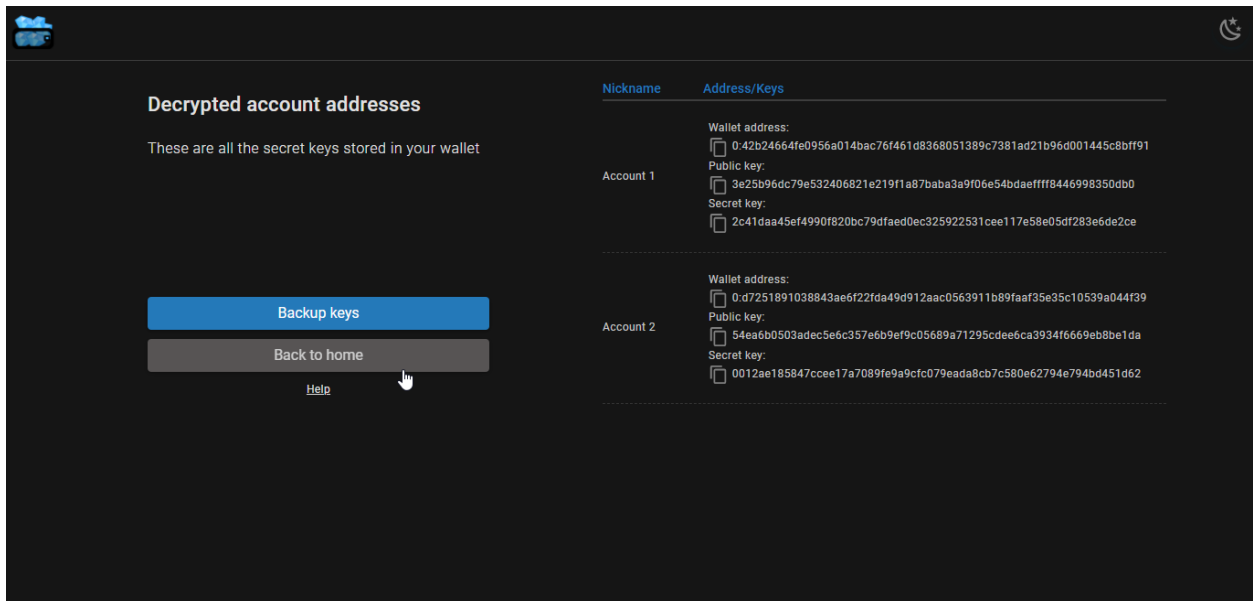 Decrypted account addresses
These are all the secret keys stored in your wallet
Backup keys
Back to home
Help
Nickname Address/Keys
Account 1
Wallet address:
0:42b24664fe0956a014bac76f461d8368051389c7381ad21b96d001445c8bff91
Public key:
3e25b96dc79e532406821e219f1a87baba3a9f06e54bdaeffff8446998350db0
Secret key:
2c41daa45ef4990f820bc79dfaed0ec325922531cee117e58e05df283e6de2ce
Account 2
Wallet address:
0:d7251891038843ae6f22fda49d912aac0563911b89faaf35e35c10539a044f39
Public key:
54ea6b0503adec5e6c357e6b9ef9c05689a71295cdee6ca3934f6669eb8be1da
Secret key:
0012ae185847ccee17a7089fe9a9cfc079eada8cb7c580e62794e794bd451d62